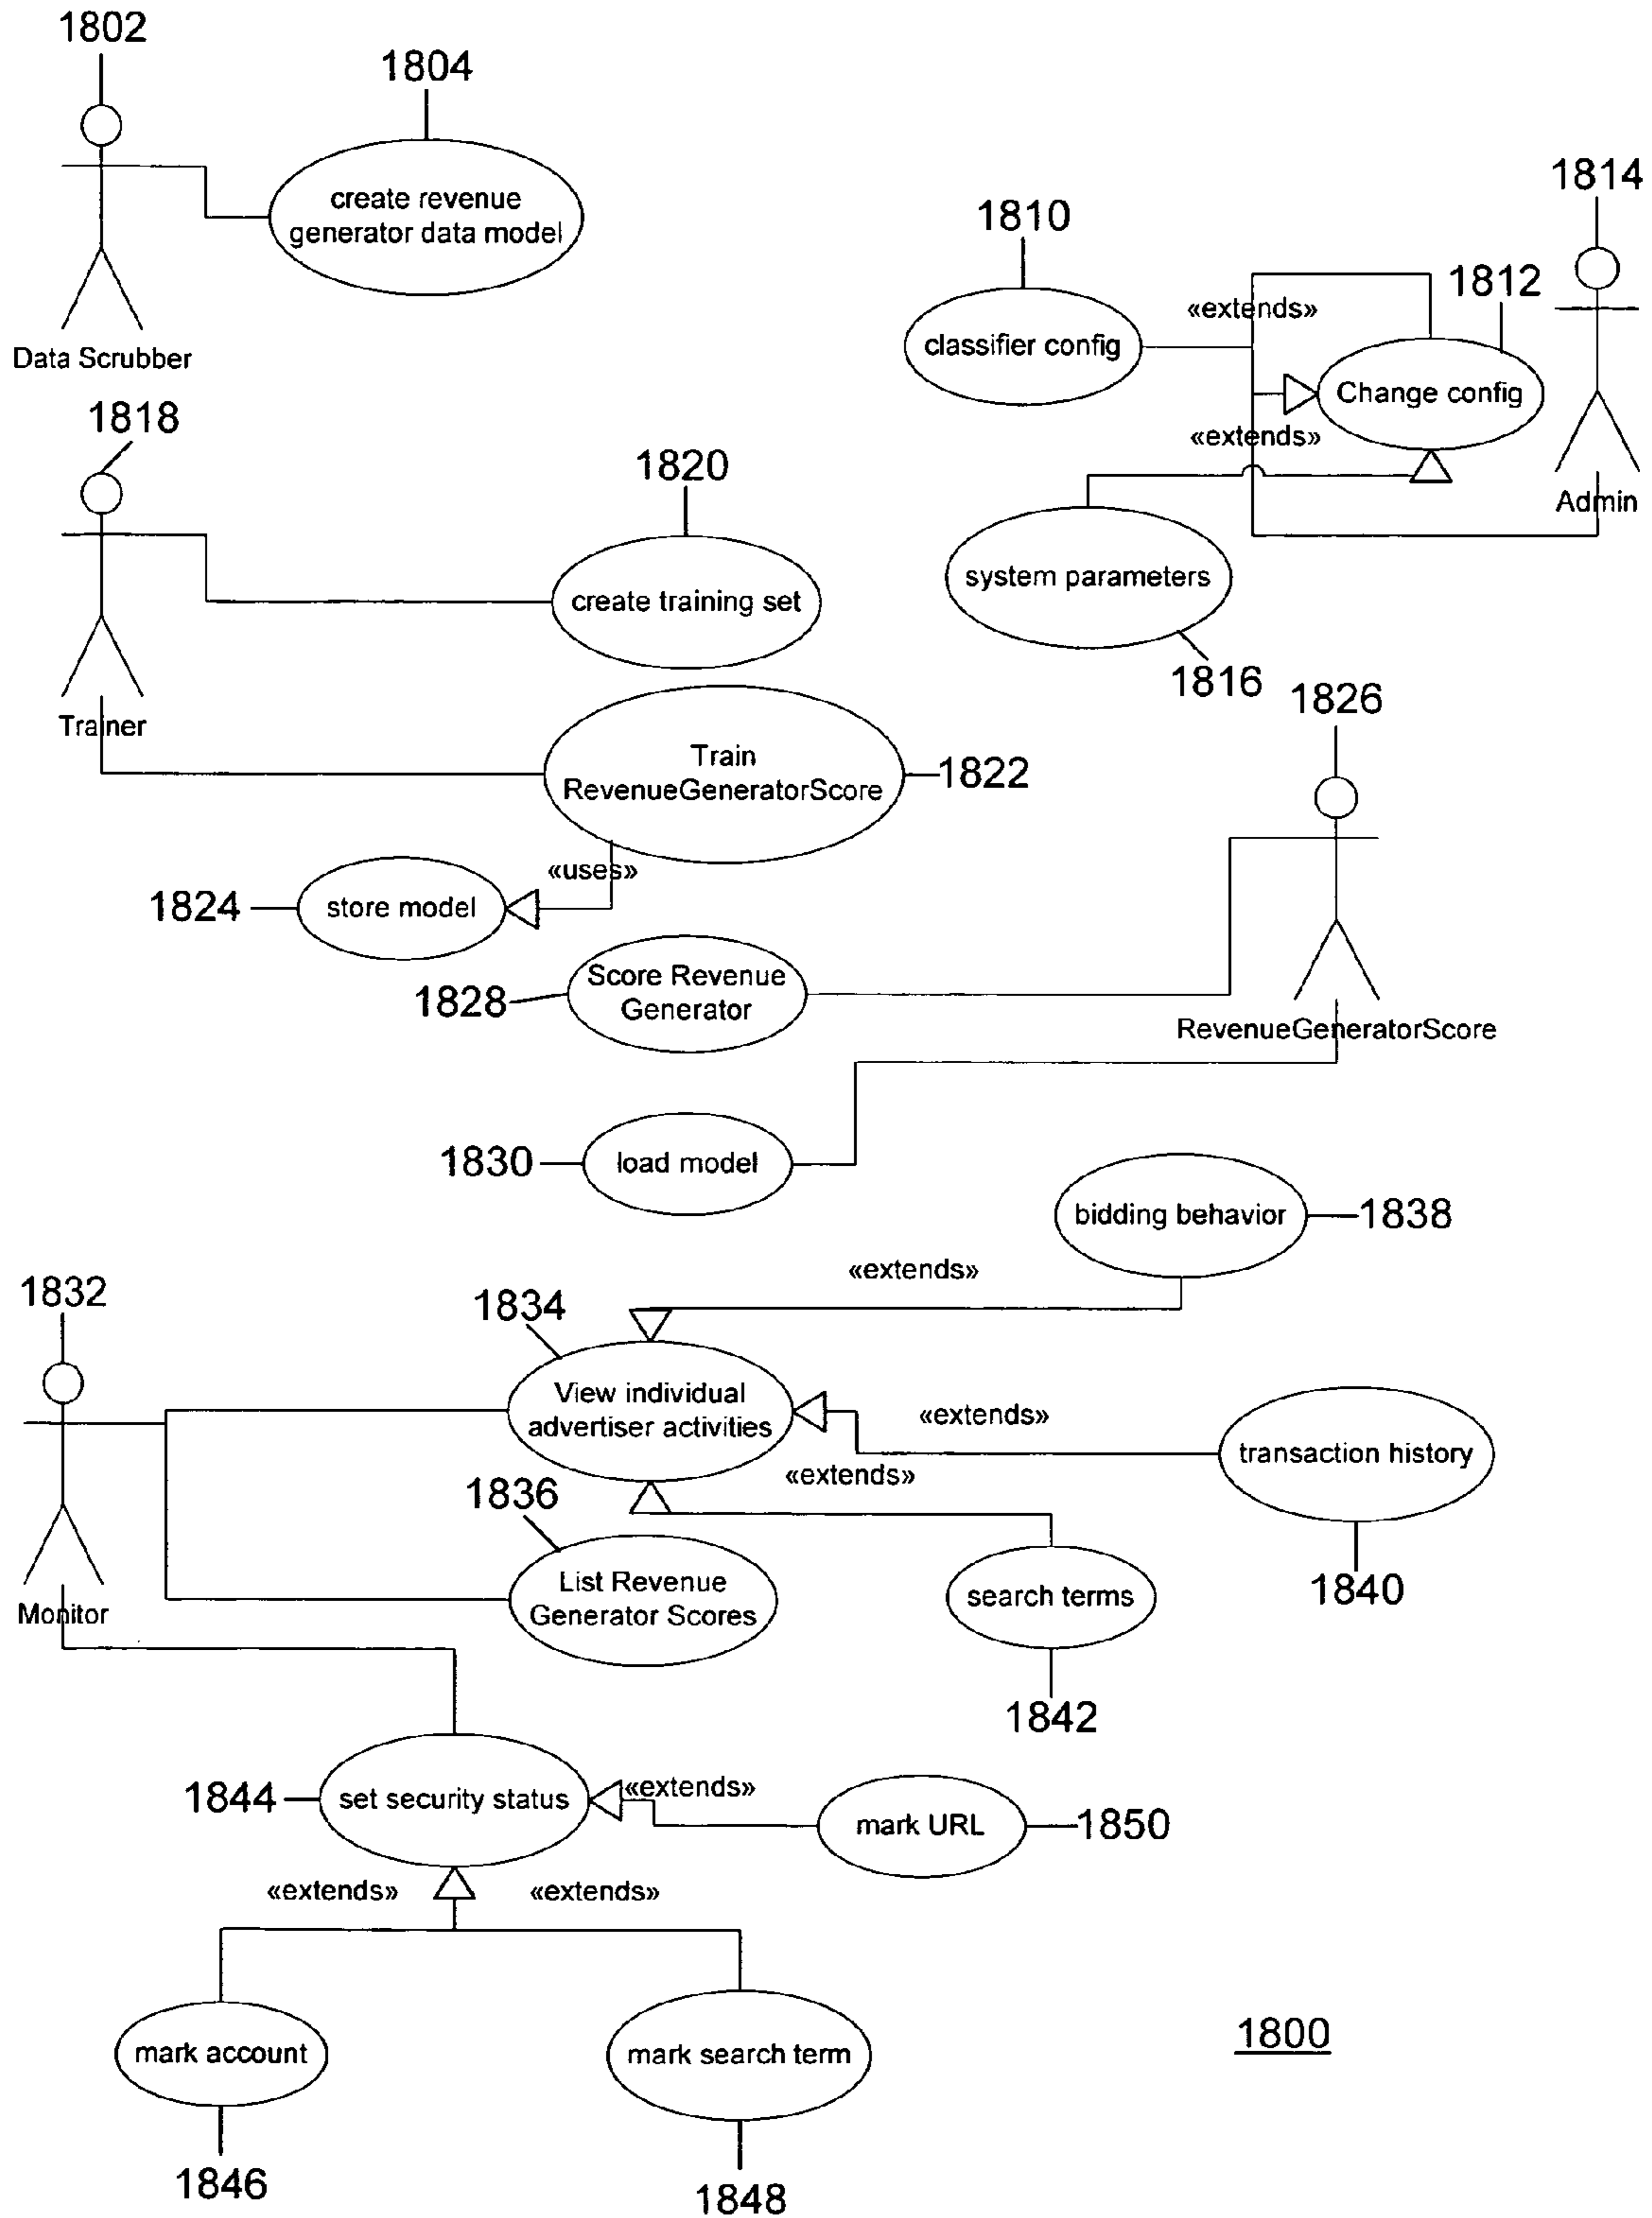 1802
1804
create revenue
generator data model
Data Scrubber
1814
1810
1812
«extends»
classifier config
Change config
«extends»
Admin
system parameters
1816
1818
1820
create training set
Trainer
Train
RevenueGeneratorScore
1822
1826
«uses»
1824
store model
Score Revenue
Generator
1828
RevenueGeneratorScore
1830
load model
bidding behavior
1838
«extends»
1832
1834
View individual
advertiser activities
«extends»
transaction history
«extends»
1836
1840
List Revenue
Generator Scores
search terms
Monitor
1842
1844
set security status
«extends»
mark URL
1850
«extends»
«extends»
mark account
mark search term
1800
1846
1848